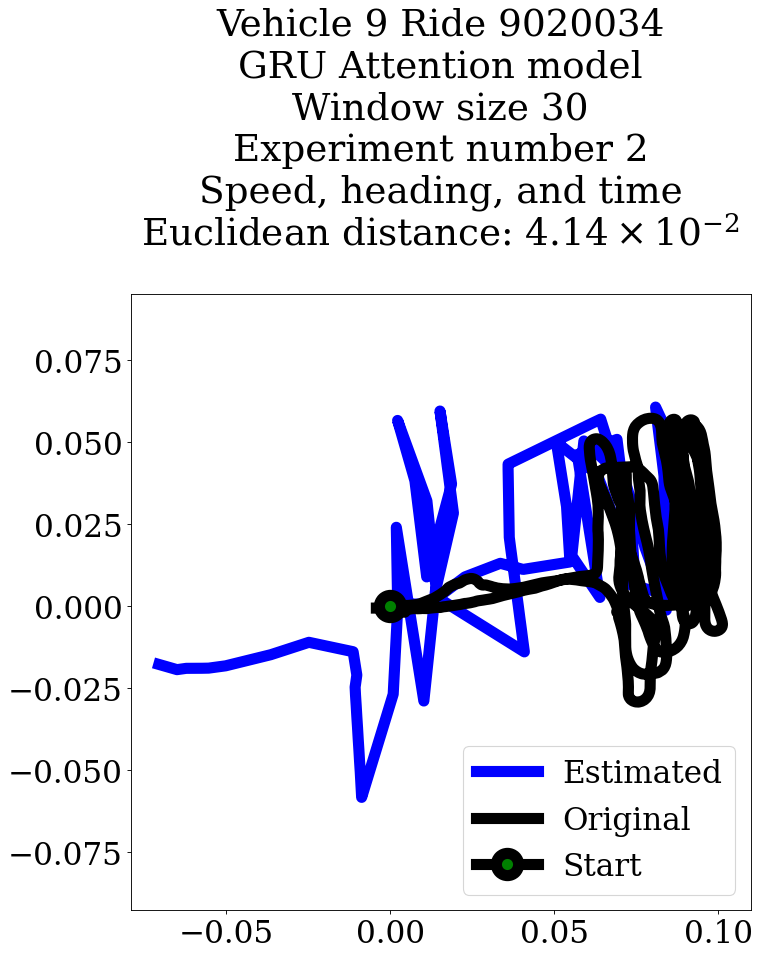 Vehicle 9 Ride 9020034
GRU Attention model
Window size 30
Experiment number 2
Speed, heading, and time
Euclidean distance: 4.14 × 10⁻²
0.075
0.050
0.025
0.000
−0.025
−0.050
−0.075
Estimated
Original
Start
−0.05 0.00 0.05 0.10